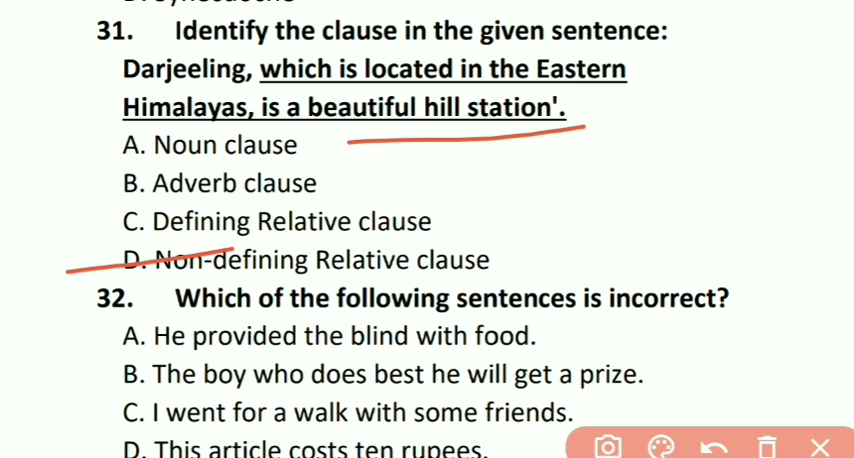 31. Identify the clause in the given sentence:
Darjeeling, which is located in the Eastern
Himalayas, is a beautiful hill station'.
A. Noun clause
B. Adverb clause
C. Defining Relative clause
D. Non-defining Relative clause
32. Which of the following sentences is incorrect?
A. He provided the blind with food.
B. The boy who does best he will get a prize.
C. I went for a walk with some friends.
D. This article costs ten rupees.